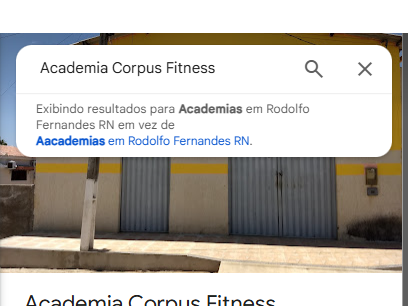 Academia Corpus Fitness
Exibindo resultados para Academias em Rodolfo
Fernandes RN em vez de
Aacademias em Rodolfo Fernandes RN.
Academia Corpus Fitness